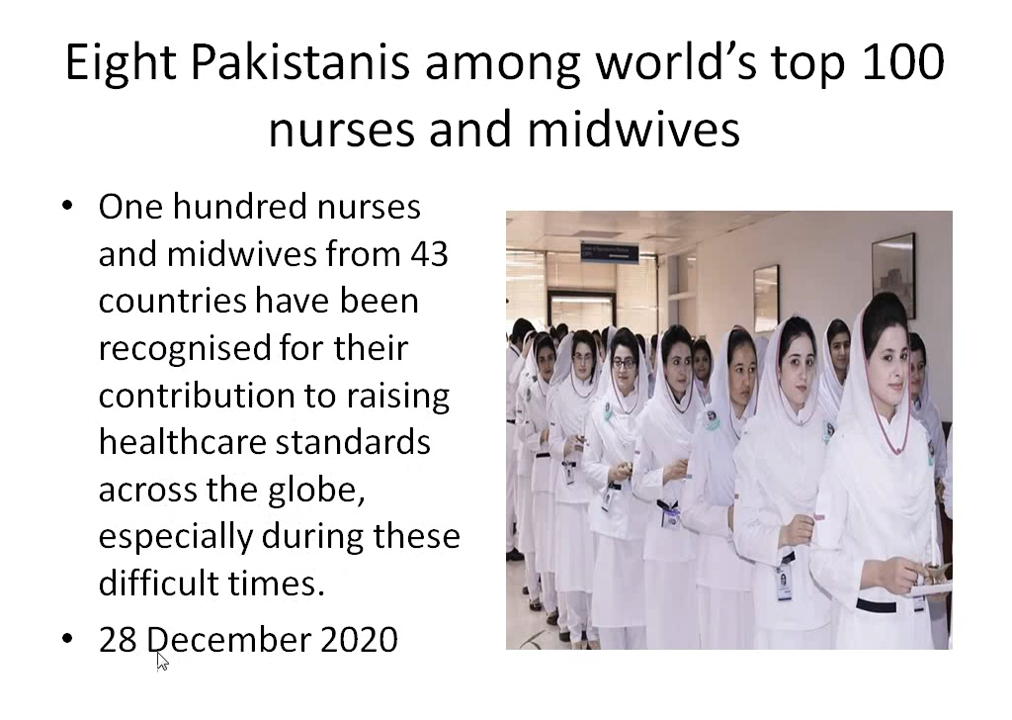 Eight Pakistanis among world’s top 100
nurses and midwives
• One hundred nurses
and midwives from 43
countries have been
recognised for their
contribution to raising
healthcare standards
across the globe,
especially during these
difficult times.
• 28 December 2020